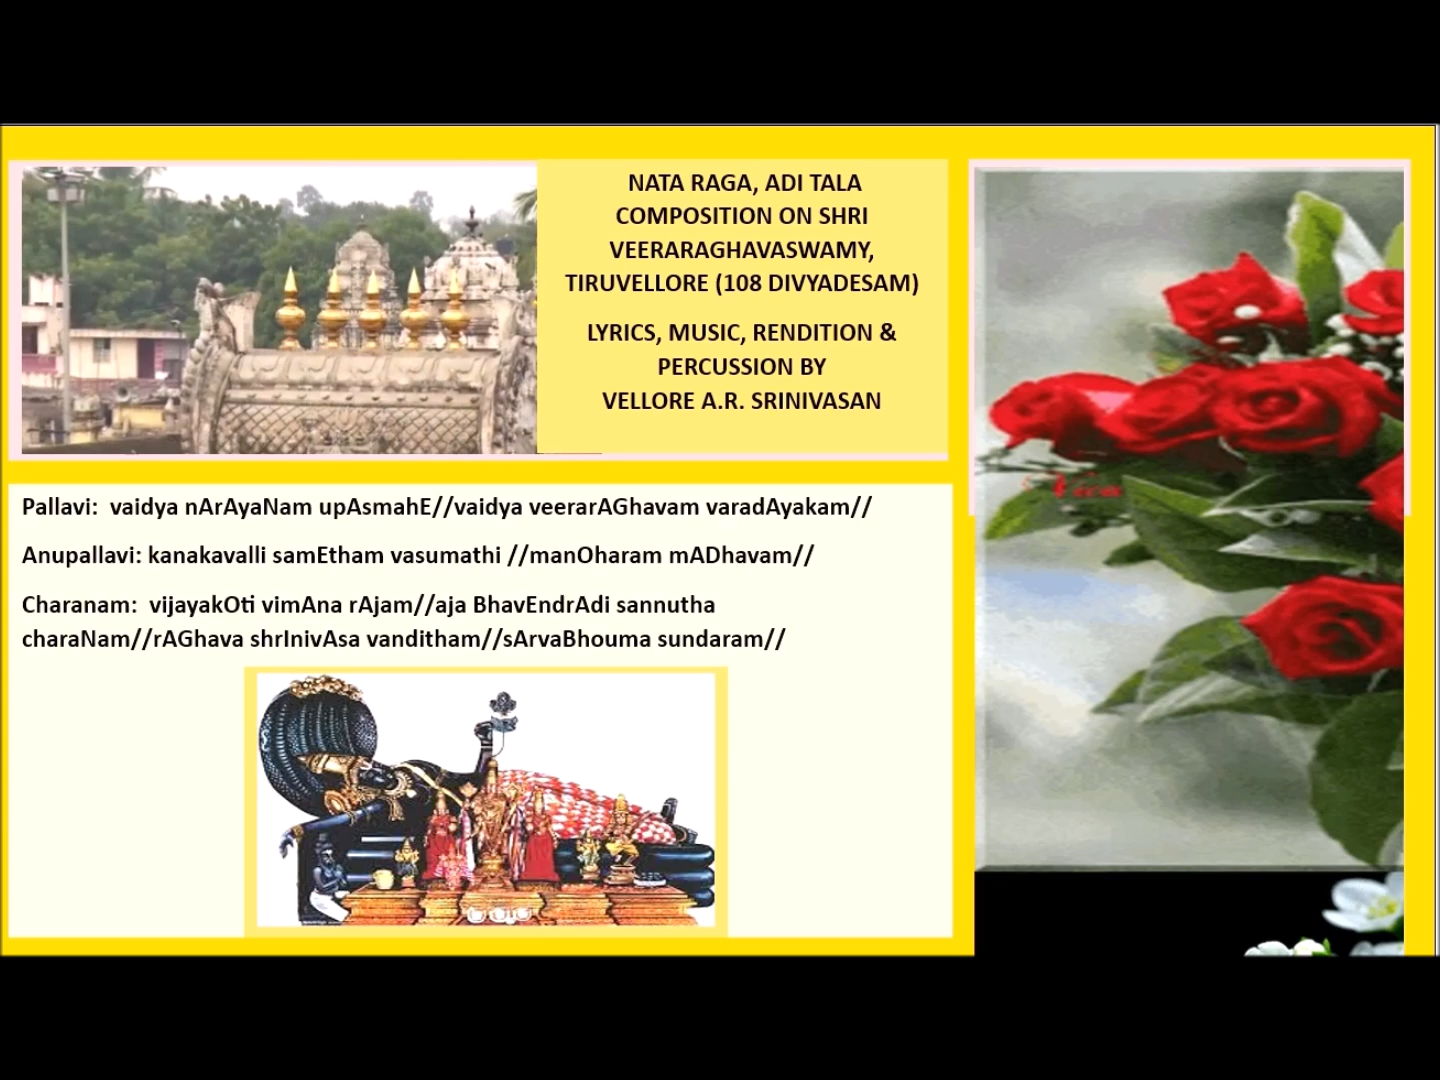 NATA RAGA, ADI TALA
COMPOSITION ON SHRI
VEERARAGHAVASWAMY,
TIRUVELLORE (108 DIVYADESAM)
LYRICS, MUSIC, RENDITION &
PERCUSSION BY
VELLORE A.R. SRINIVASAN
Pallavi: vaidya nArAyaNam upAsmahE//vaidya veerarAGhavam varadAyakam//
Anupallavi: kanakavalli samEtham vasumathi //manOharam mADhavam//
Charanam: vijayakOti vimAna rAjam//aja BhavEndrAdi sannutha
charaNam//rAGhava shrInivAsa vanditham//sArvaBhouma sundaram//